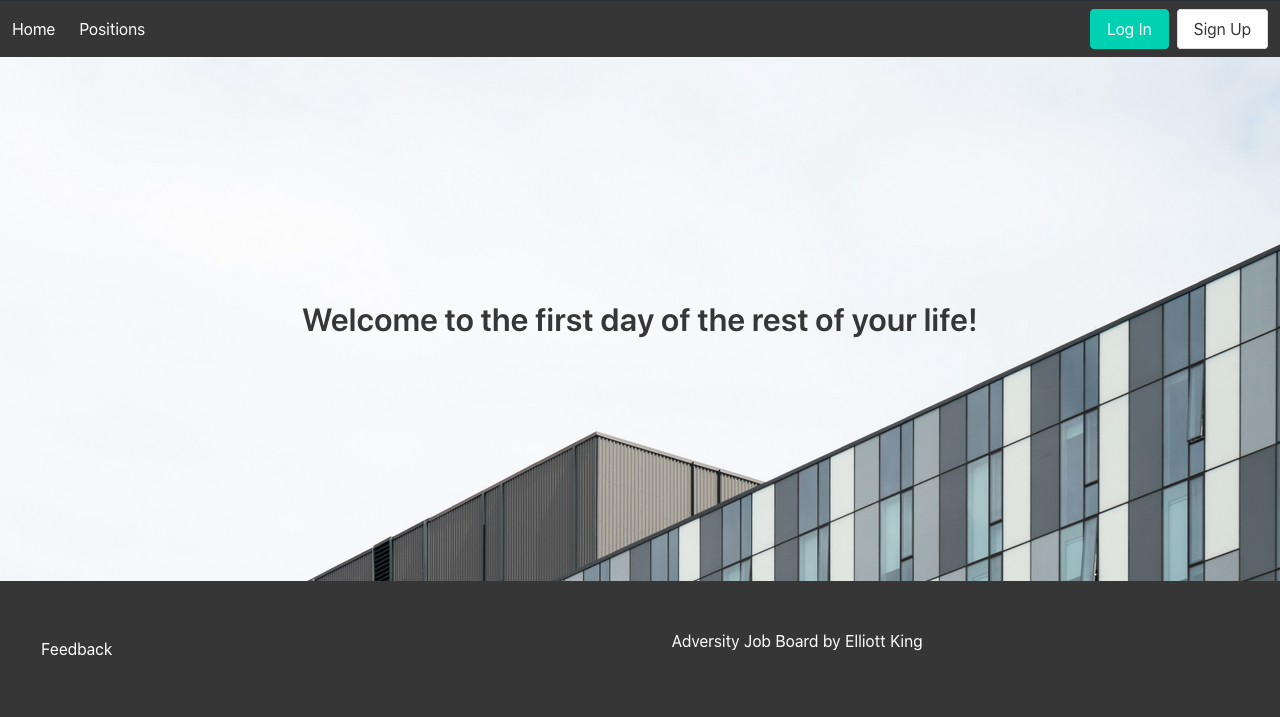 Home
Positions
Log In
Sign Up
Welcome to the first day of the rest of your life!
Feedback
Adversity Job Board by Elliott King